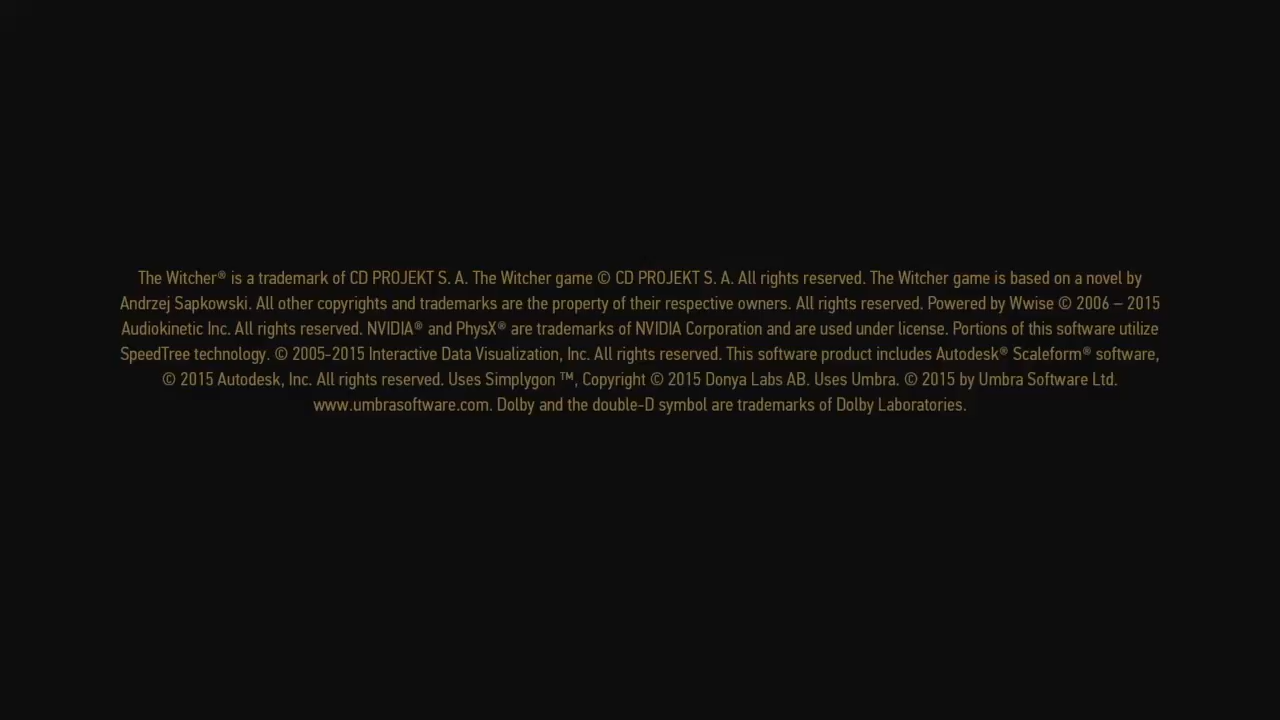 The Witcher® is a trademark of CD PROJEKT S. A. The Witcher game © CD PROJEKT S. A. All rights reserved. The Witcher game is based on a novel by
Andrzej Sapkowski. All other copyrights and trademarks are the property of their respective owners. All rights reserved. Powered by Wwise © 2006 – 2015
Audiokinetic Inc. All rights reserved. NVIDIA® and PhysX® are trademarks of NVIDIA Corporation and are used under license. Portions of this software utilize
SpeedTree technology. © 2005-2015 Interactive Data Visualization, Inc. All rights reserved. This software product includes Autodesk® Scaleform® software,
© 2015 Autodesk, Inc. All rights reserved. Uses Simplygon ™, Copyright © 2015 Donya Labs AB. Uses Umbra. © 2015 by Umbra Software Ltd.
www.umbrasoftware.com. Dolby and the double-D symbol are trademarks of Dolby Laboratories.